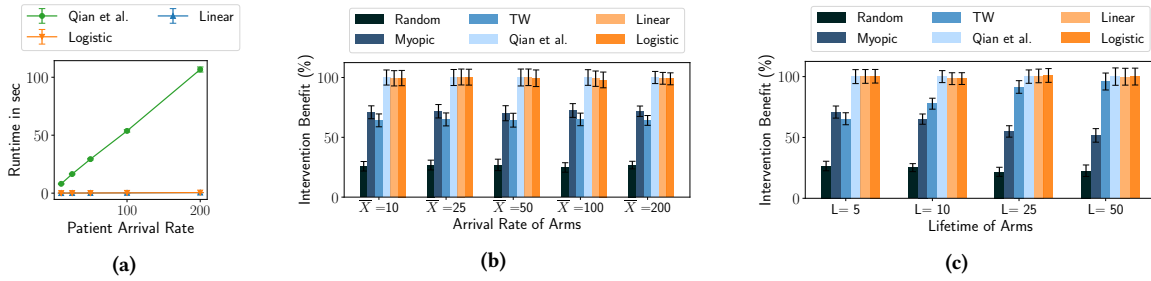 Qian et al.
Linear
Logistic
Runtime in sec
100
50
0
100
200
Patient Arrival Rate
(a)
Random
TW
Linear
Myopic
Qian et al.
Logistic
Intervention Benefit (%)
100
50
0
X̅ =10
X̅ =25
X̅ =50
X̅ =100
X̅ =200
Arrival Rate of Arms
(b)
Random
TW
Linear
Myopic
Qian et al.
Logistic
Intervention Benefit (%)
100
50
0
L= 5
L= 10
L= 25
L= 50
Lifetime of Arms
(c)